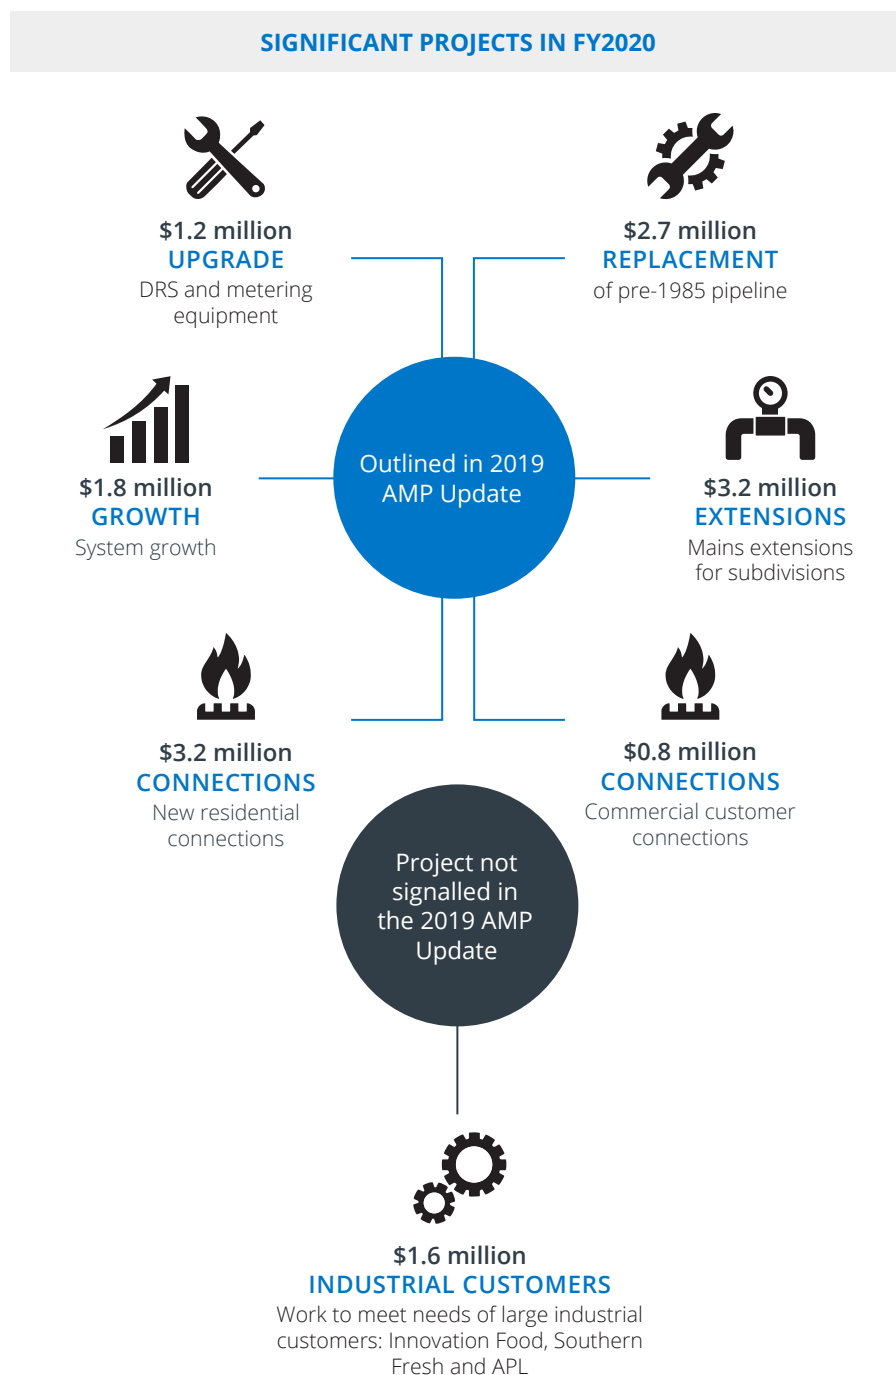 SIGNIFICANT PROJECTS IN FY2020
$1.2 million
UPGRADE
DRS and metering
equipment
$2.7 million
REPLACEMENT
of pre-1985 pipeline
$1.8 million
GROWTH
System growth
Outlined in 2019
AMP Update
$3.2 million
EXTENSIONS
Mains extensions
for subdivisions
$3.2 million
CONNECTIONS
New residential
connections
$0.8 million
CONNECTIONS
Commercial customer
connections
Project not
signalled in
the 2019 AMP
Update
$1.6 million
INDUSTRIAL CUSTOMERS
Work to meet needs of large industrial
customers: Innovation Food, Southern
Fresh and APL